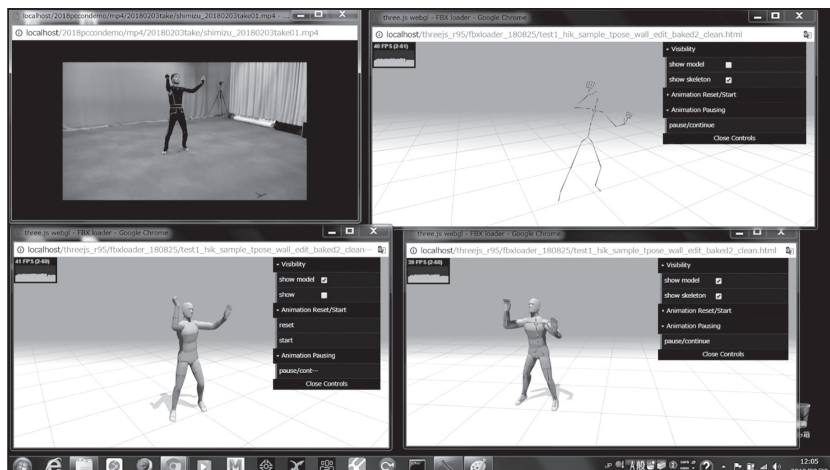 localhost/2018pccondemo/mp4/20180203take/shimizu_20180203take01.mp4 - ...
localhost/2018pccondemo/mp4/20180203take/shimizu_20180203take01.mp4
three.js webgl - FBX loader - Google Chrome
localhost/threejs_r95/fbxloader_180825/test1_hik_sample_tpose_wall_edit_baked2_clean.html
40 FPS (2-61)
Visibility
show model
show skeleton
Animation Reset/Start
Animation Pausing
pause/continue
Close Controls
three.js webgl - FBX loader - Google Chrome
localhost/threejs_r95/fbxloader_180825/test1_hik_sample_tpose_wall_edit_baked2_clean…
41 FPS (2-60)
Visibility
show model
show
Animation Reset/Start
reset
start
Animation Pausing
pause/cont…
Close Controls
three.js webgl - FBX loader - Google Chrome
localhost/threejs_r95/fbxloader_180825/test1_hik_sample_tpose_wall_edit_baked2_clean.html
39 FPS (2-60)
Visibility
show model
show skeleton
Animation Reset/Start
Animation Pausing
pause/continue
Close Controls
JP
A 般
12:05